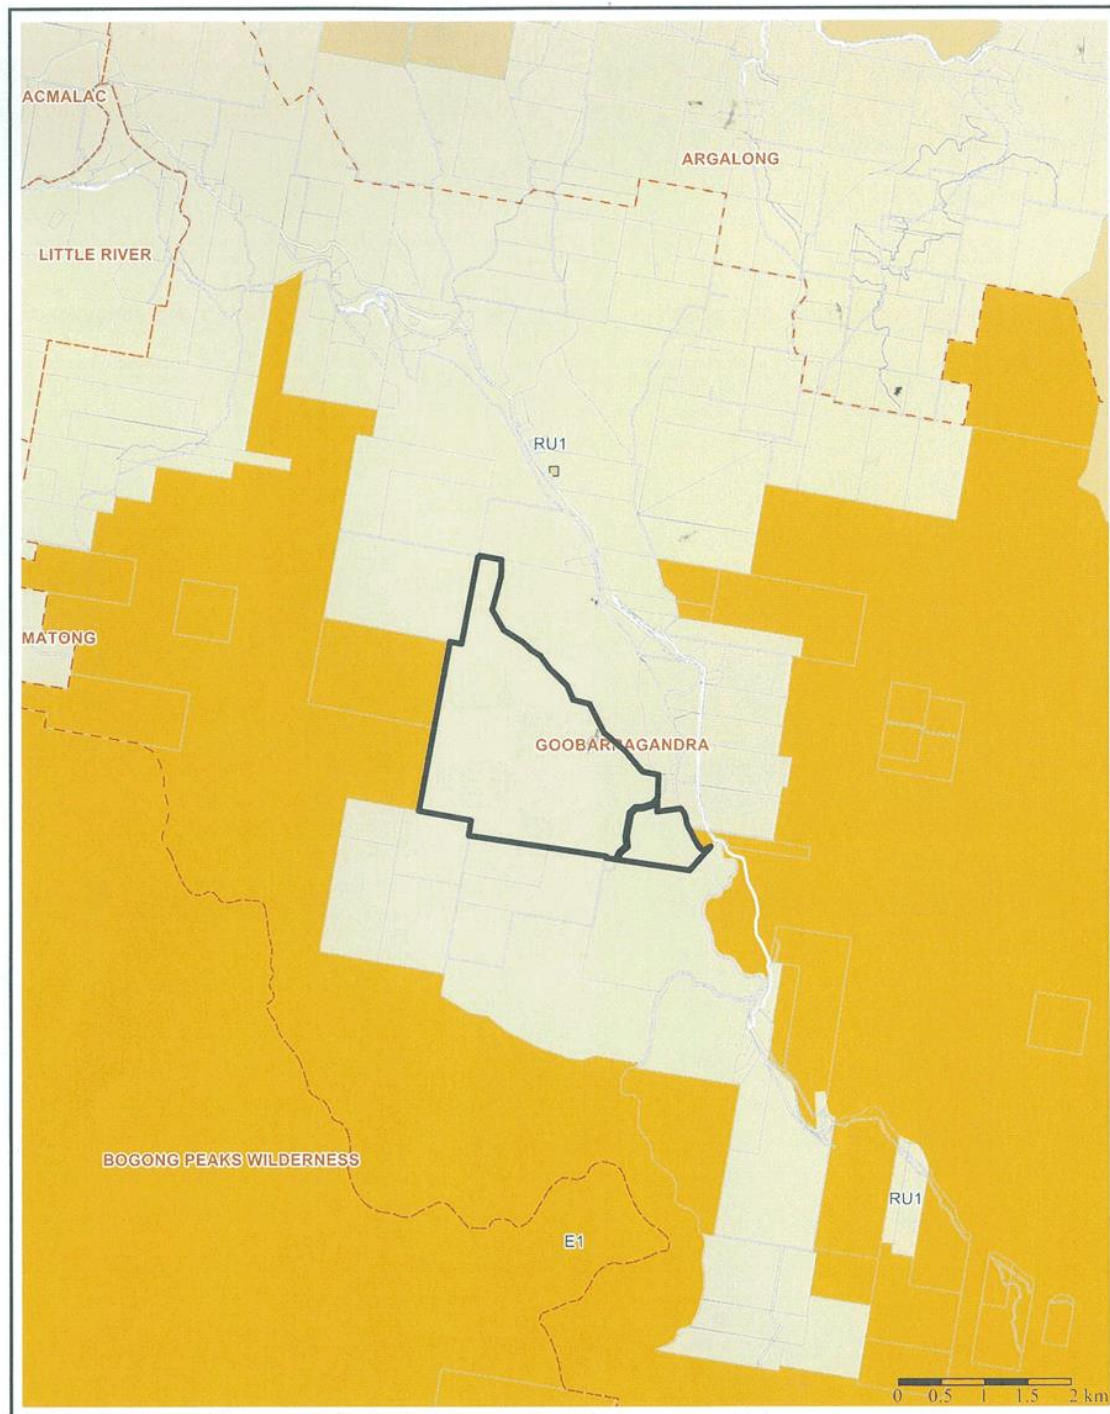 ACMALAC
ARGALONG
LITTLE RIVER
RU1
MATONG
GOOBARRAGANDRA
BOGONG PEAKS WILDERNESS
RU1
E1
0 0.5 1 1.5 2 km